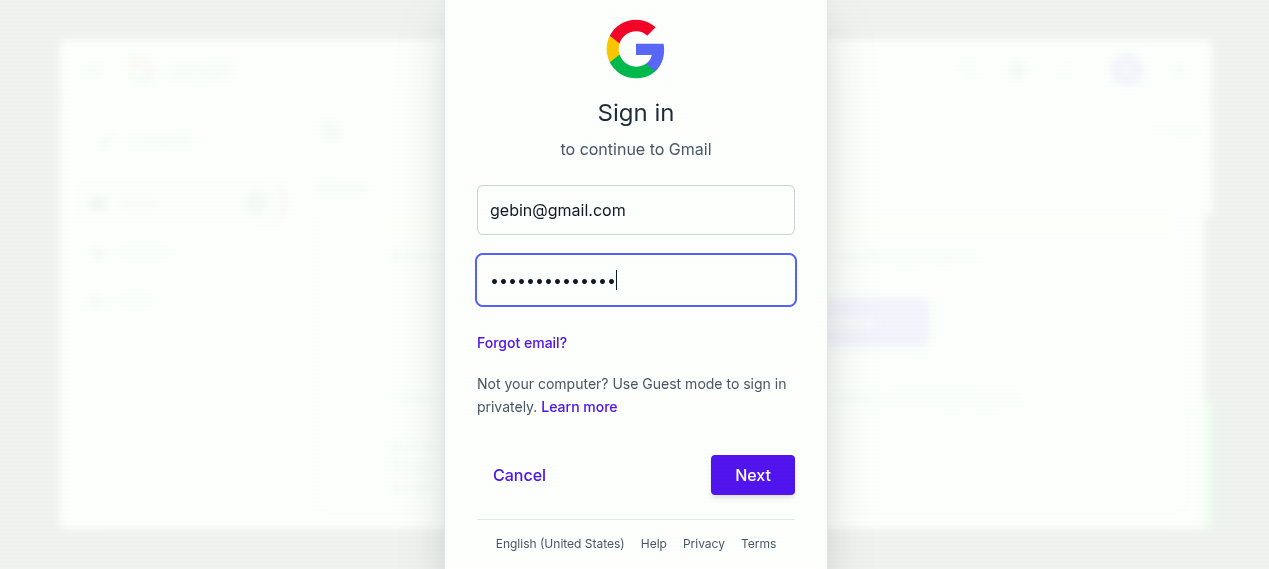 Sign in
to continue to Gmail
gebin@gmail.com
••••••••••••••
Forgot email?
Not your computer? Use Guest mode to sign in
privately. Learn more
Cancel Next
English (United States) Help Privacy Terms